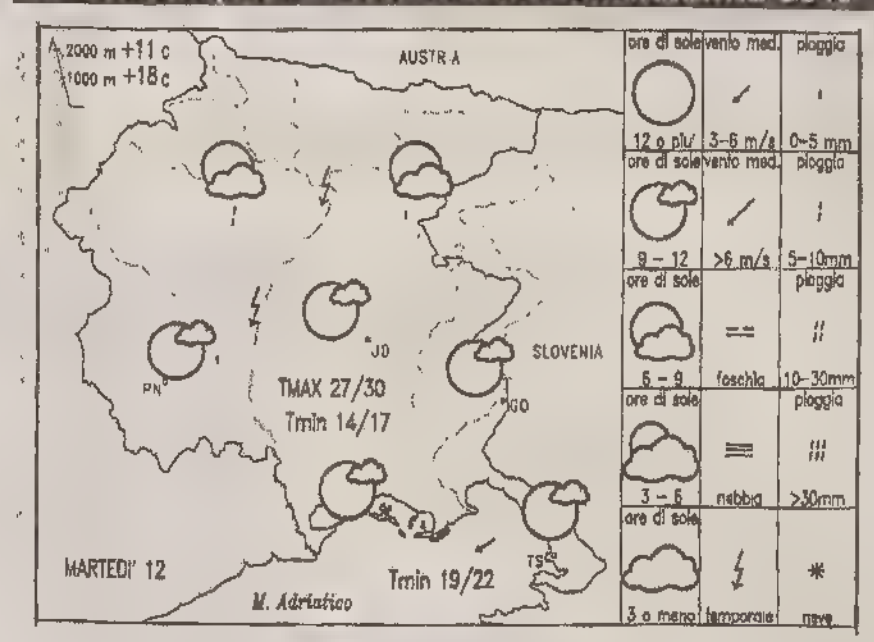 2000 m +11 c
1000 m +18 c
AUSTRIA
SLOVENIA
UD
PN
GO
TMAX 27/30
Tmin 14/17
TS
Tmin 19/22
MARTEDI' 12
M. Adriatico
ore di sole vento med. pioggia
12 o piu' 3-6 m/s 0-5 mm
ore di sole vento med. pioggia
9 - 12 >6 m/s 5-10mm
ore di sole pioggia
6 - 9 foschia 10-30mm
ore di sole pioggia
3 - 6 nebbia >30mm
ore di sole
3 o meno temporale neve